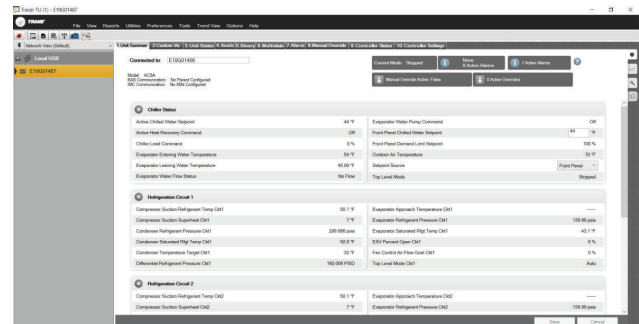 Tracer TU (1) - E19G01487
TRANE
File View Reports Utilities Preferences Tools Trend View Options Help
Network View (Default)
1.Unit Summary 2.Custom Vie 3.Unit Status 4.Analo 5.Binary 6.Multistate 7.Alarm 8.Manual Override 9.Controller Status 10.Controller Settings
Local USB
E19G01487
Connected to: E19G01487
Model ACSA
BAS Communication No Parent Configured
IMC Communication No XMs Configured
Current Mode Stopped
None
0 Active Alarms
1 Active Alarms
Manual Override Active: False
0 Active Overrides
Chiller Status
Active Chilled Water Setpoint 44 °F
Evaporator Water Pump Command Off
Active Heat Recovery Command Off
Front Panel Chilled Water Setpoint 44 °F
Chiller Load Command 0 %
Front Panel Demand Limit Setpoint 100 %
Evaporator Entering Water Temperature 54 °F
Outdoor Air Temperature 70 °F
Evaporator Leaving Water Temperature 43.99 °F
Setpoint Source Front Panel
Evaporator Water Flow Status No Flow
Top Level Mode Stopped
Refrigeration Circuit 1
Compressor Suction Refrigerant Temp Ckt1 50.1 °F
Evaporator Approach Temperature Ckt1 -----
Compressor Suction Superheat Ckt1 7 °F
Evaporator Refrigerant Pressure Ckt1 139.99 psia
Condenser Refrigerant Pressure Ckt1 299.996 psia
Evaporator Saturated Rfgt Temp Ckt1 43.1 °F
Condenser Saturated Rfgt Temp Ckt1 92.8 °F
EXV Percent Open Ckt1 0 %
Condenser Temperature Target Ckt1 32 °F
Fan Control Air Flow Goal Ckt1 0 %
Differential Refrigerant Pressure Ckt1 160.006 PSID
Top Level Mode Ckt1 Auto
Refrigeration Circuit 2
Compressor Suction Refrigerant Temp Ckt2 50.1 °F
Evaporator Approach Temperature Ckt2 -----
Compressor Suction Superheat Ckt2 7 °F
Evaporator Refrigerant Pressure Ckt2 139.99 psia
Save Cancel